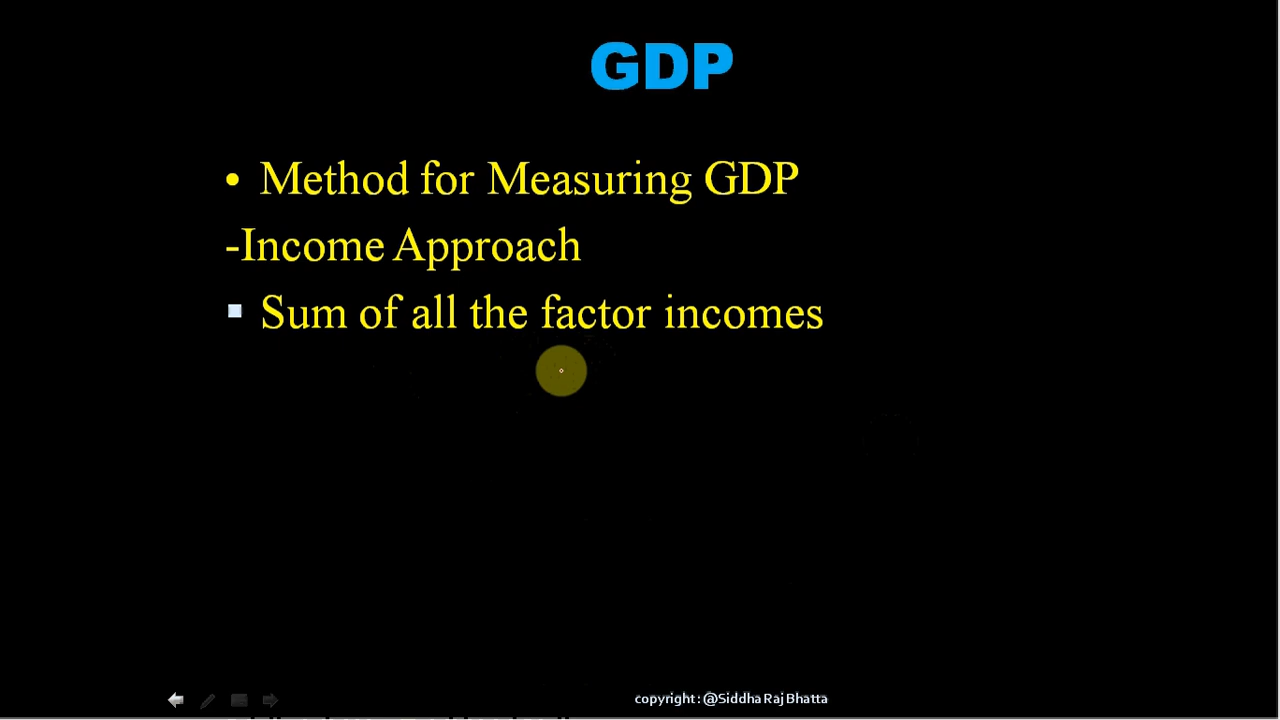 GDP
• Method for Measuring GDP
-Income Approach
▪ Sum of all the factor incomes
copyright : @Siddha Raj Bhatta